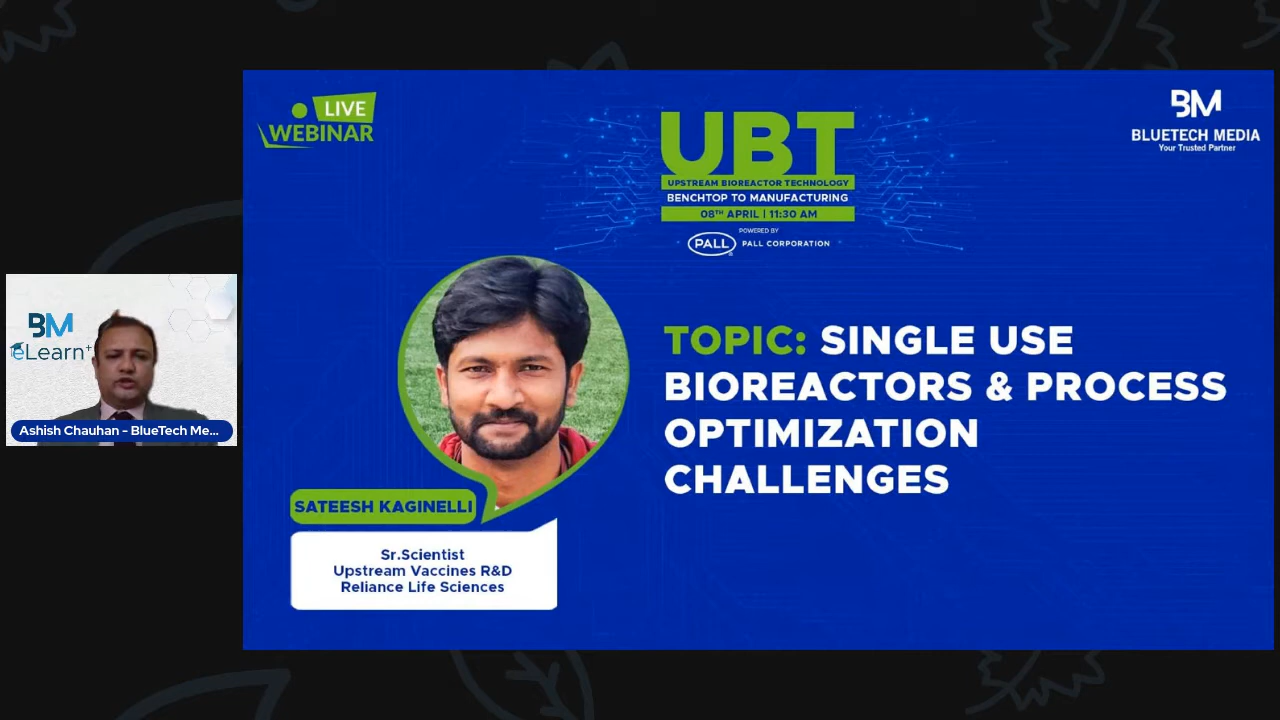 LIVE
WEBINAR
UBT
UPSTREAM BIOREACTOR TECHNOLOGY
BENCHTOP TO MANUFACTURING
08TH APRIL | 11:30 AM
POWERED BY
PALL
PALL CORPORATION
BM
BLUETECH MEDIA
Your Trusted Partner
BM
eLearn+
Ashish Chauhan - BlueTech Me...
TOPIC: SINGLE USE
BIOREACTORS & PROCESS
OPTIMIZATION
CHALLENGES
SATEESH KAGINELLI
Sr.Scientist
Upstream Vaccines R&D
Reliance Life Sciences